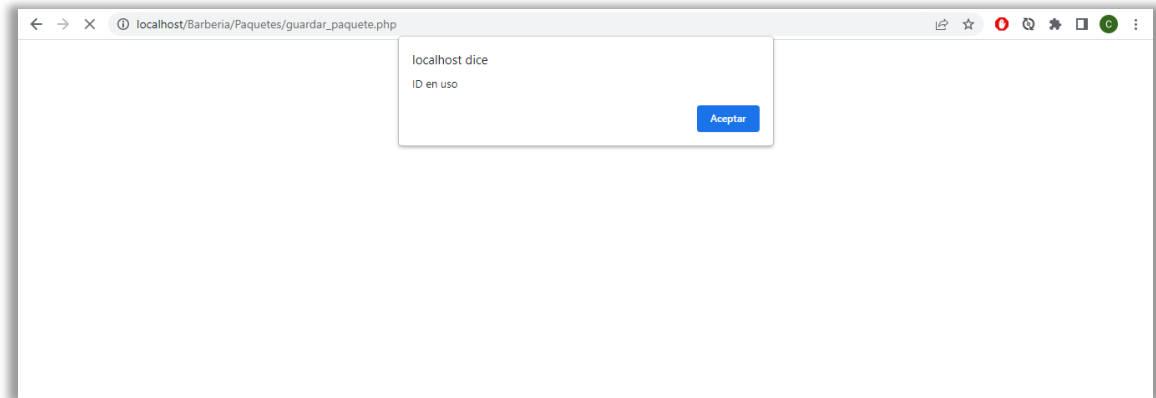 localhost/Barberia/Paquetes/guardar_paquete.php
C
localhost dice
ID en uso
Aceptar